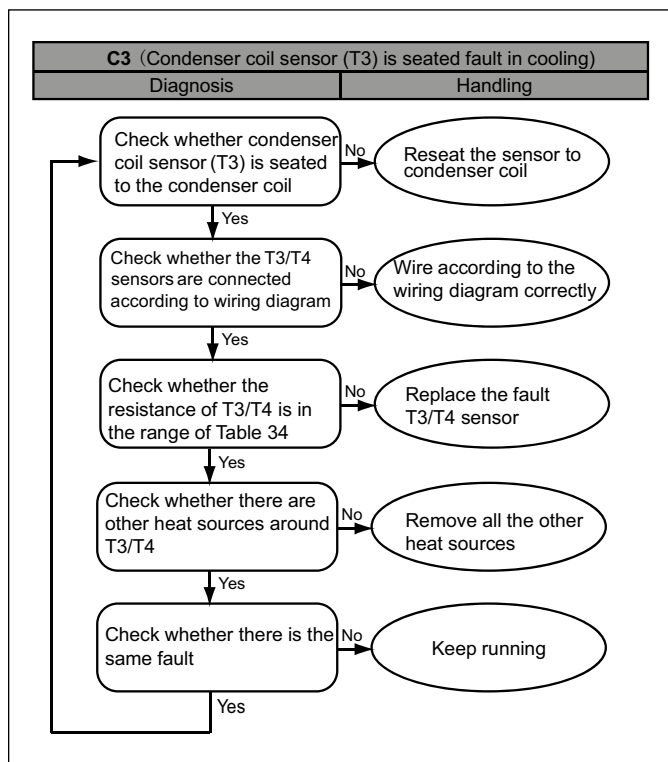 C3 (Condenser coil sensor (T3) is seated fault in cooling)
Diagnosis
Handling
Check whether condenser
coil sensor (T3) is seated
to the condenser coil
No
Reseat the sensor to
condenser coil
Yes
Check whether the T3/T4
sensors are connected
according to wiring diagram
No
Wire according to the
wiring diagram correctly
Yes
Check whether the
resistance of T3/T4 is in
the range of Table 34
No
Replace the fault
T3/T4 sensor
Yes
Check whether there are
other heat sources around
T3/T4
No
Remove all the other
heat sources
Yes
Check whether there is the
same fault
No
Keep running
Yes